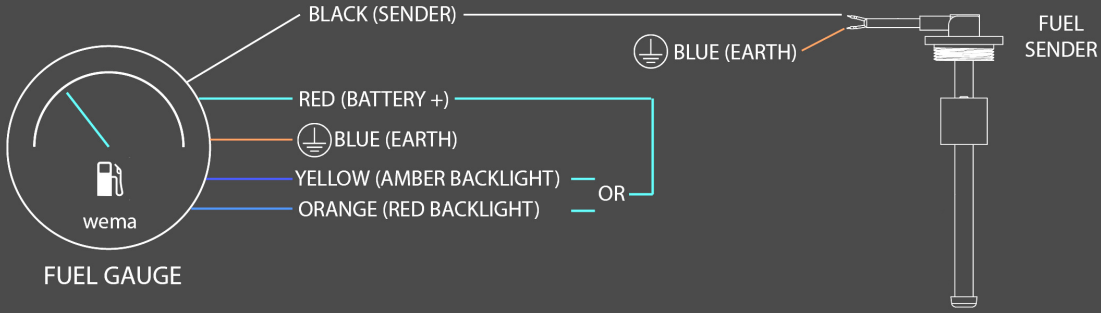 BLACK (SENDER)
BLUE (EARTH)
FUEL
SENDER
RED (BATTERY +)
BLUE (EARTH)
YELLOW (AMBER BACKLIGHT)
OR
ORANGE (RED BACKLIGHT)
wema
FUEL GAUGE